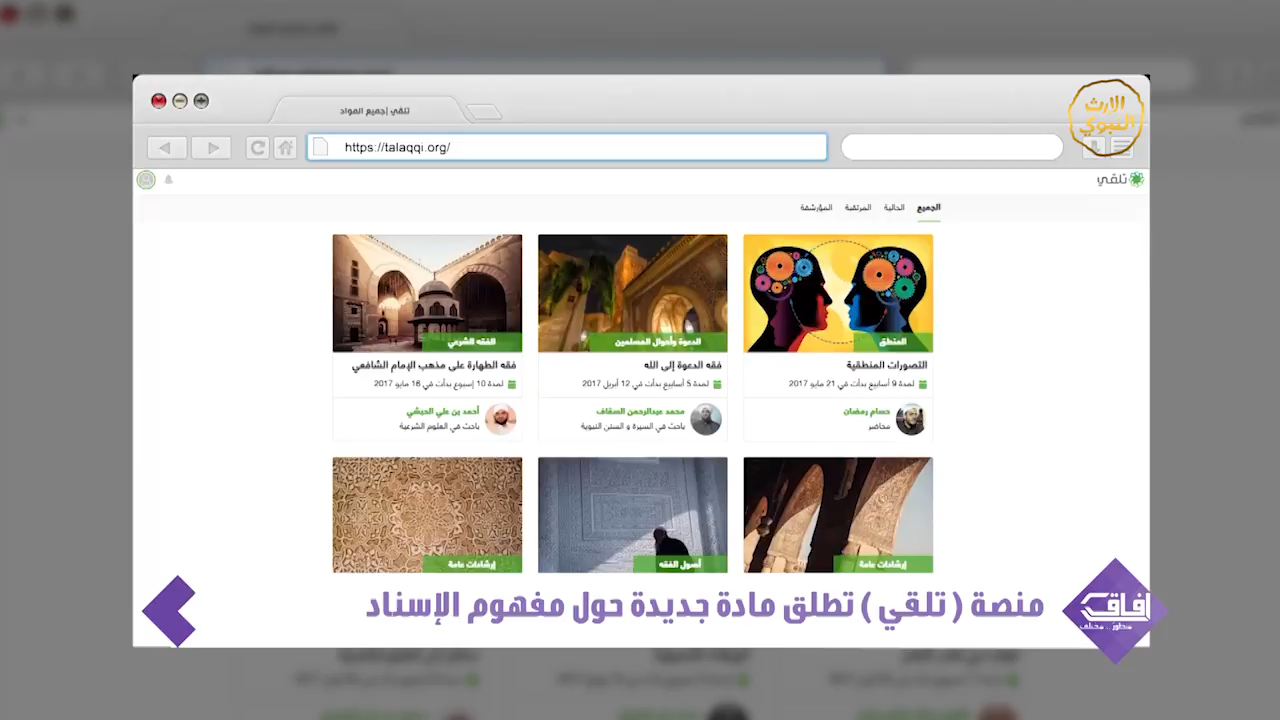 تلقي |جميع المواد
الارث
النبوي
https://talaqqi.org/
تلقي
الجميع
الحالية
المرتقبة
المؤرشفة
المنطق
التصورات المنطقية
لمدة 9 أسابيع بدأت في 21 مايو 2017
حسام رمضان
محاضر
الدعوة وأحوال المسلمين
فقه الدعوة إلى الله
لمدة 5 أسابيع بدأت في 12 أبريل 2017
محمد عبدالرحمن السقاف
باحث في السيرة و السنن النبوية
الفقه الشرعي
فقه الطهارة على مذهب الإمام الشافعي
لمدة 10 إسبوع بدأت في 16 مايو 2017
أحمد بن علي الحبشي
باحث في العلوم الشرعية
إرشادات عامة
أصول الفقه
إرشادات عامة
منصة ( تلقي ) تطلق مادة جديدة حول مفهوم الإسناد
آفاق
منظور .. مختلف